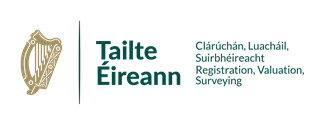 Tailte
Éireann
Clárúchán, Luacháil,
Suirbhéireacht
Registration, Valuation,
Surveying